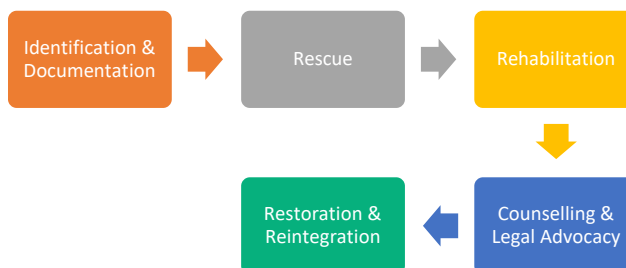 Identification &
Documentation
Rescue
Rehabilitation
Counselling &
Legal Advocacy
Restoration &
Reintegration